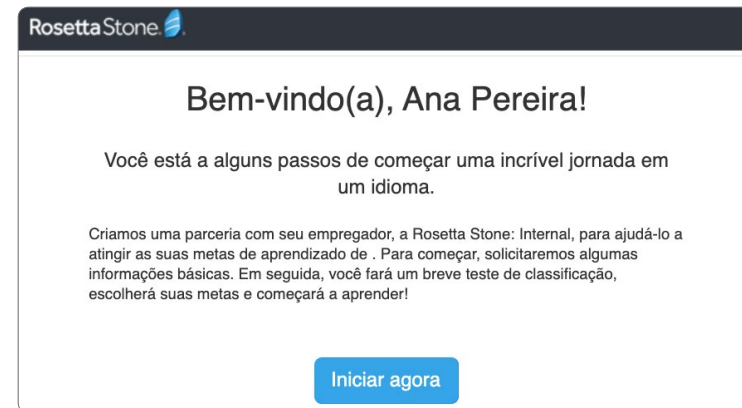 RosettaStone.
Bem-vindo(a), Ana Pereira!
Você está a alguns passos de começar uma incrível jornada em
um idioma.
Criamos uma parceria com seu empregador, a Rosetta Stone: Internal, para ajudá-lo a
atingir as suas metas de aprendizado de . Para começar, solicitaremos algumas
informações básicas. Em seguida, você fará um breve teste de classificação,
escolherá suas metas e começará a aprender!
Iniciar agora